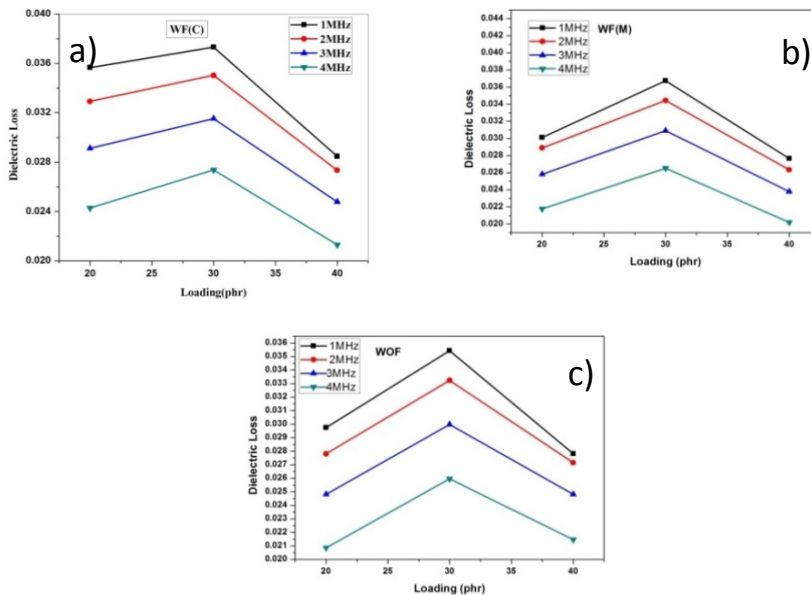 a)
WF(C)
1MHz
2MHz
3MHz
4MHz
0.040
0.036
0.032
0.028
0.024
0.020
Dielectric Loss
20
30
40
Loading(phr)
b)
WF(M)
1MHz
2MHz
3MHz
4MHz
0.044
0.042
0.040
0.038
0.036
0.034
0.032
0.030
0.028
0.026
0.024
0.022
0.020
Dielectric Loss
20
25
30
35
40
Loading (phr)
c)
WOF
1MHz
2MHz
3MHz
4MHz
0.036
0.035
0.034
0.033
0.032
0.031
0.030
0.029
0.028
0.027
0.026
0.025
0.024
0.023
0.022
0.021
0.020
Dielectric Loss
20
25
30
35
40
Loading (phr)